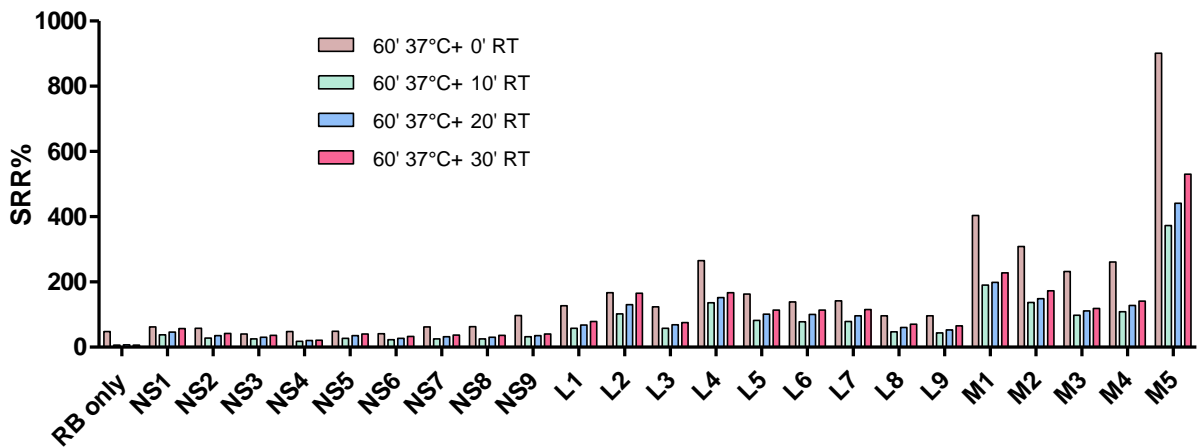 1000
800
600
400
200
0
SRR%
60' 37°C+ 0' RT
60' 37°C+ 10' RT
60' 37°C+ 20' RT
60' 37°C+ 30' RT
RB only
NS1
NS2
NS3
NS4
NS5
NS6
NS7
NS8
NS9
L1
L2
L3
L4
L5
L6
L7
L8
L9
M1
M2
M3
M4
M5